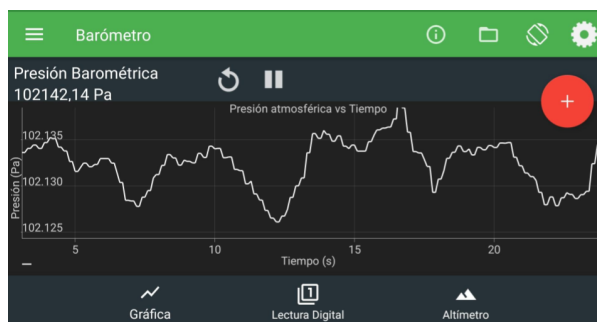 Barómetro
Presión Barométrica
102142,14 Pa
Presión atmosférica vs Tiempo
102.135
102.130
102.125
Presión (Pa)
5 10 15 20
Tiempo (s)
Gráfica Lectura Digital Altímetro